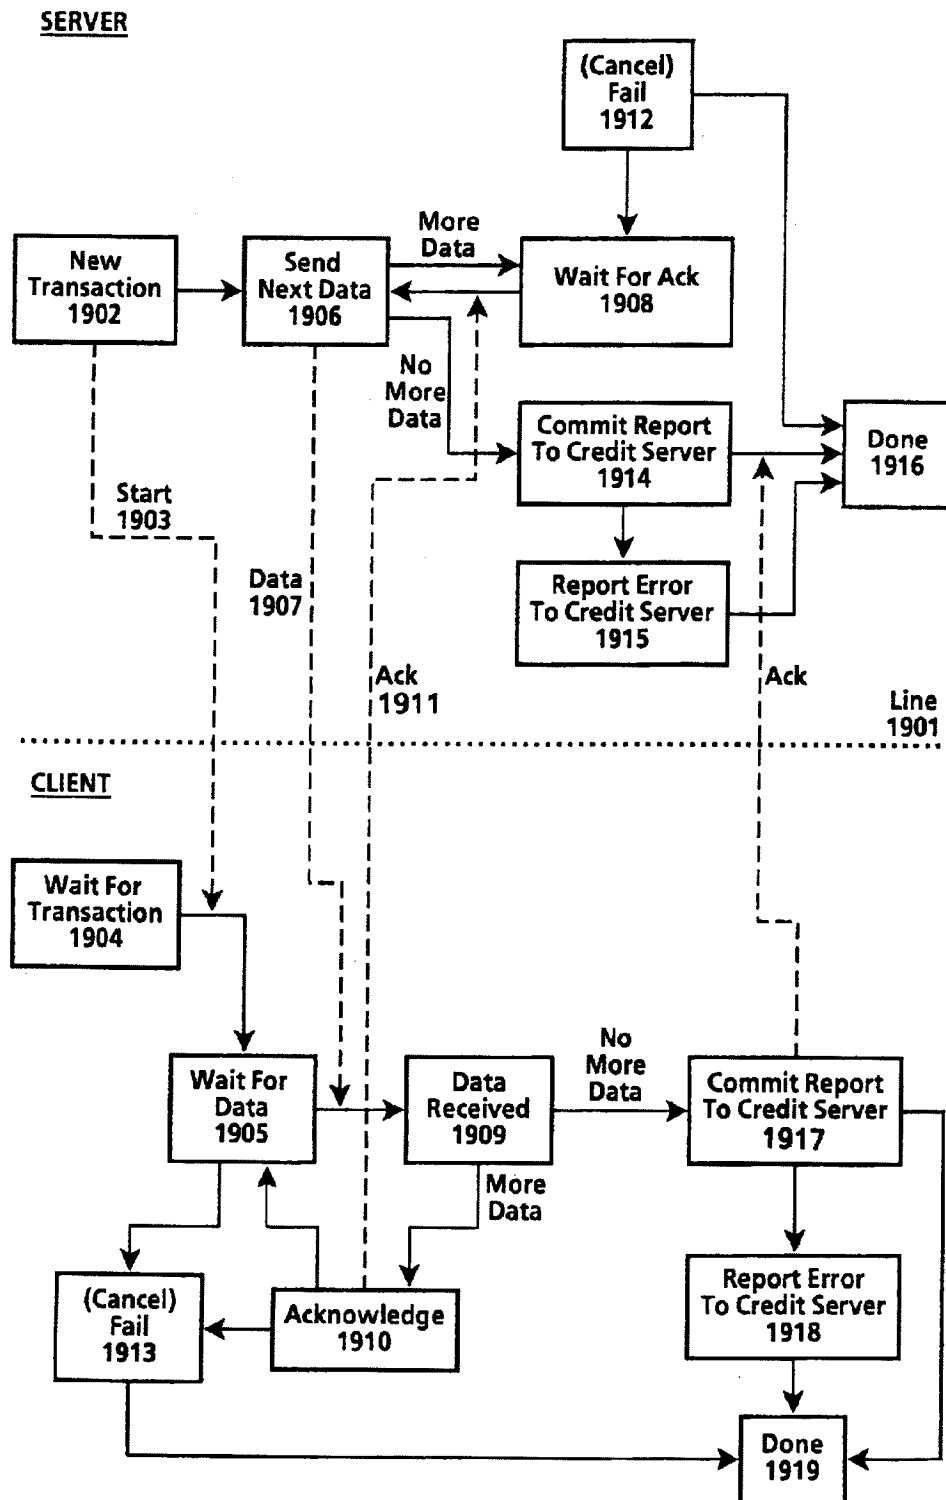 SERVER
(Cancel)
Fail
1912
More
Data
New
Transaction
1902
Send
Next Data
1906
Wait For Ack
1908
No
More
Data
Commit Report
To Credit Server
1914
Done
1916
Start
1903
Data
1907
Report Error
To Credit Server
1915
Ack
1911
Ack
Line
1901
CLIENT
Wait For
Transaction
1904
Wait For
Data
1905
Data
Received
1909
No
More
Data
Commit Report
To Credit Server
1917
More
Data
(Cancel)
Fail
1913
Acknowledge
1910
Report Error
To Credit Server
1918
Done
1919